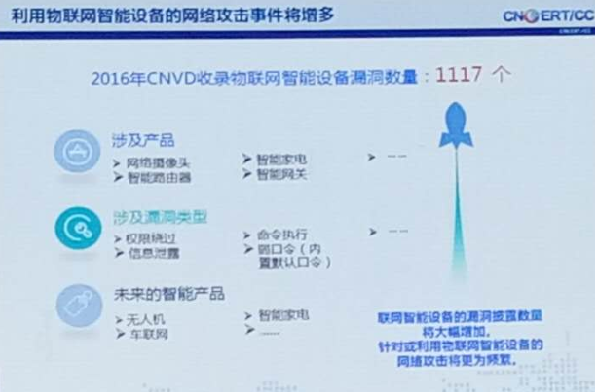 利用物联网智能设备的网络攻击事件将增多
CNCERT/CC
2016年CNVD收录物联网智能设备漏洞数量：1117 个
涉及产品
➢ 网络摄像头
➢ 智能家电
➢ ……
➢ 智能路由器
➢ 智能网关
涉及漏洞类型
➢ 权限绕过
➢ 命令执行
➢ ……
➢ 信息泄露
➢ 弱口令（内
置默认口令）
未来的智能产品
➢ 无人机
➢ 智能家电
➢ 车联网
➢ ……
联网智能设备的漏洞披露数量
将大幅增加。
针对或利用物联网智能设备的
网络攻击将更为频繁。